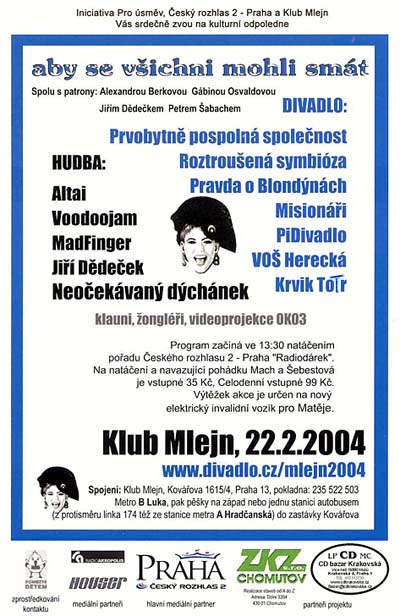 Iniciativa Pro úsměv, Český rozhlas 2 - Praha a Klub Mlejn
Vás srdečně zvou na kulturní odpoledne
aby se všichni mohli smát
Spolu s patrony: Alexandrou Berkovou Gábinou Osvaldovou
Jiřím Dědečkem Petrem Šabachem
DIVADLO:
Prvobytně pospolná společnost
Roztroušená symbióza
Pravda o Blondýnách
Misionáři
PiDivadlo
VOŠ Herecká
Krvik Totr
HUDBA:
Altai
Voodoojam
MadFinger
Jiří Dědeček
Neočekávaný dýchánek
klauni, žongléři, videoprojekce OKO3
Program začíná ve 13:30 natáčením
pořadu Českého rozhlasu 2 - Praha "Radiodárek".
Na natáčení a navazující pohádku Mach a Šebestová
je vstupné 35 Kč, Celodenní vstupné 99 Kč.
Výtěžek akce je určen na nový
elektrický invalidní vozík pro Matěje.
Klub Mlejn, 22.2.2004
www.divadlo.cz/mlejn2004
Spojení: Klub Mlejn, Kovářova 1615/4, Praha 13, pokladna: 235 522 503
Metro B Luka, pak pěšky na západ nebo jednu stanici autobusem
(z protisměru linka 174 též ze stanice metra A Hradčanská) do zastávky Kovářova
POMOZTE
DĚTEM
zprostředkování
kontaktu
RADIO AKROPOLIS
HOUSER
mediální partneři
PRAHA
ČESKÝ ROZHLAS 2
hlavní mediální partner
ZKZ
s.r.o.
CHOMUTOV
Realizace staveb od A do Z
430 01 Chomutov
LP CD MC
CD bazar Krakovská
Krakovská 4, Praha 1
partneři projektu